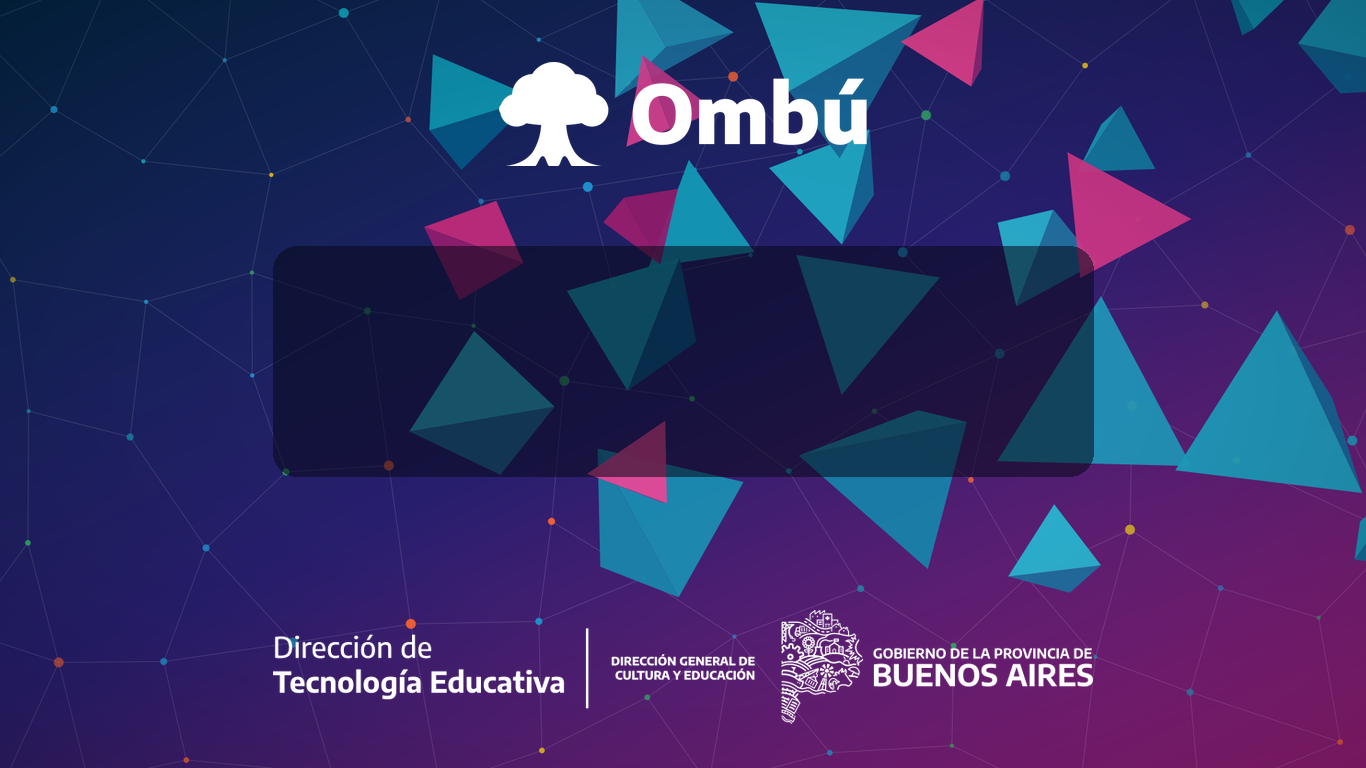 Ombú
Dirección de
Tecnología Educativa
DIRECCIÓN GENERAL DE
CULTURA Y EDUCACIÓN
GOBIERNO DE LA PROVINCIA DE
BUENOS AIRES